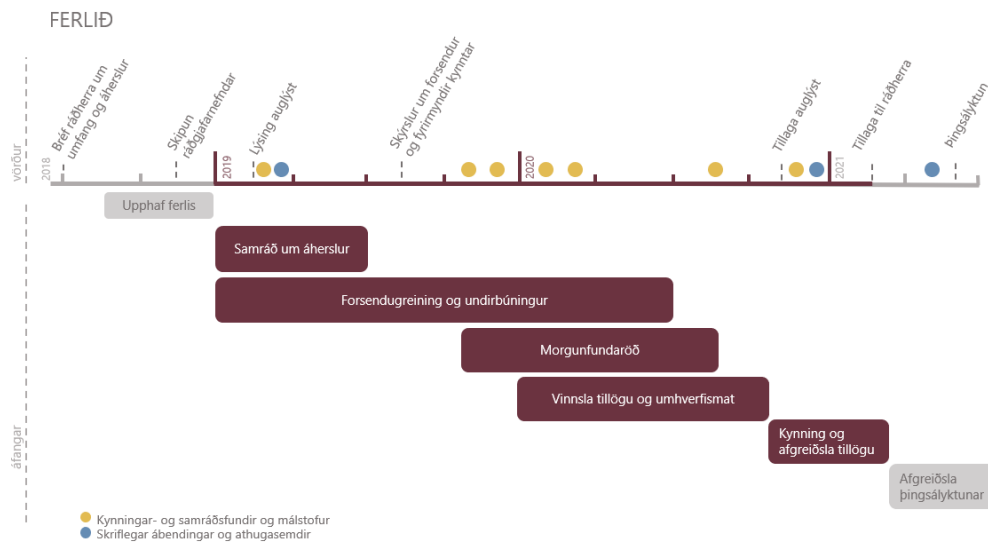 FERLIÐ
vörður
2018
Bréf ráðherra um
umfang og áherslur
Skipun
ráðgjafarnefndar
2019
Lýsing auglýst
Skýrslur um forsendur
og fyrirmyndir kynntar
2020
Tillaga auglýst
2021
Tillaga til ráðherra
Þingsályktun
áfangar
Upphaf ferlis
Samráð um áherslur
Forsendugreining og undirbúningur
Morgunfundaröð
Vinnsla tillögu og umhverfismat
Kynning og
afgreiðsla tillögu
Afgreiðsla
þingsályktunar
Kynningar- og samráðsfundir og málstofur
Skriflegar ábendingar og athugasemdir